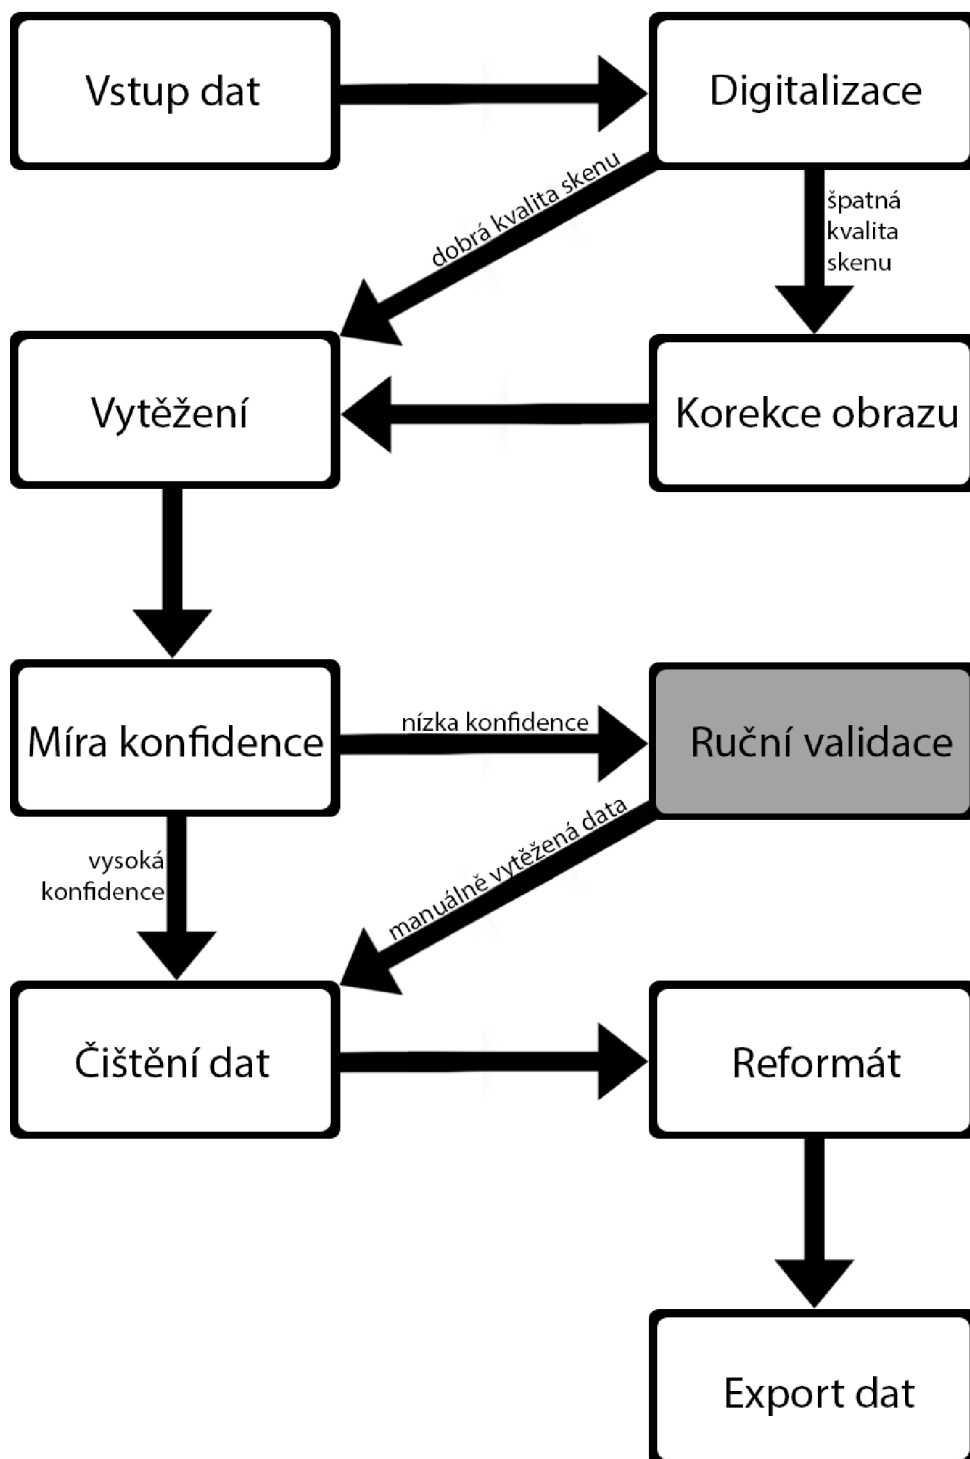 Vstup dat
Digitalizace
dobrá kvalita skenu
špatná
kvalita
skenu
Vytěžení
Korekce obrazu
Míra konfidence
nízka konfidence
Ruční validace
vysoká
konfidence
manuálně vytěžená data
Čištění dat
Reformát
Export dat